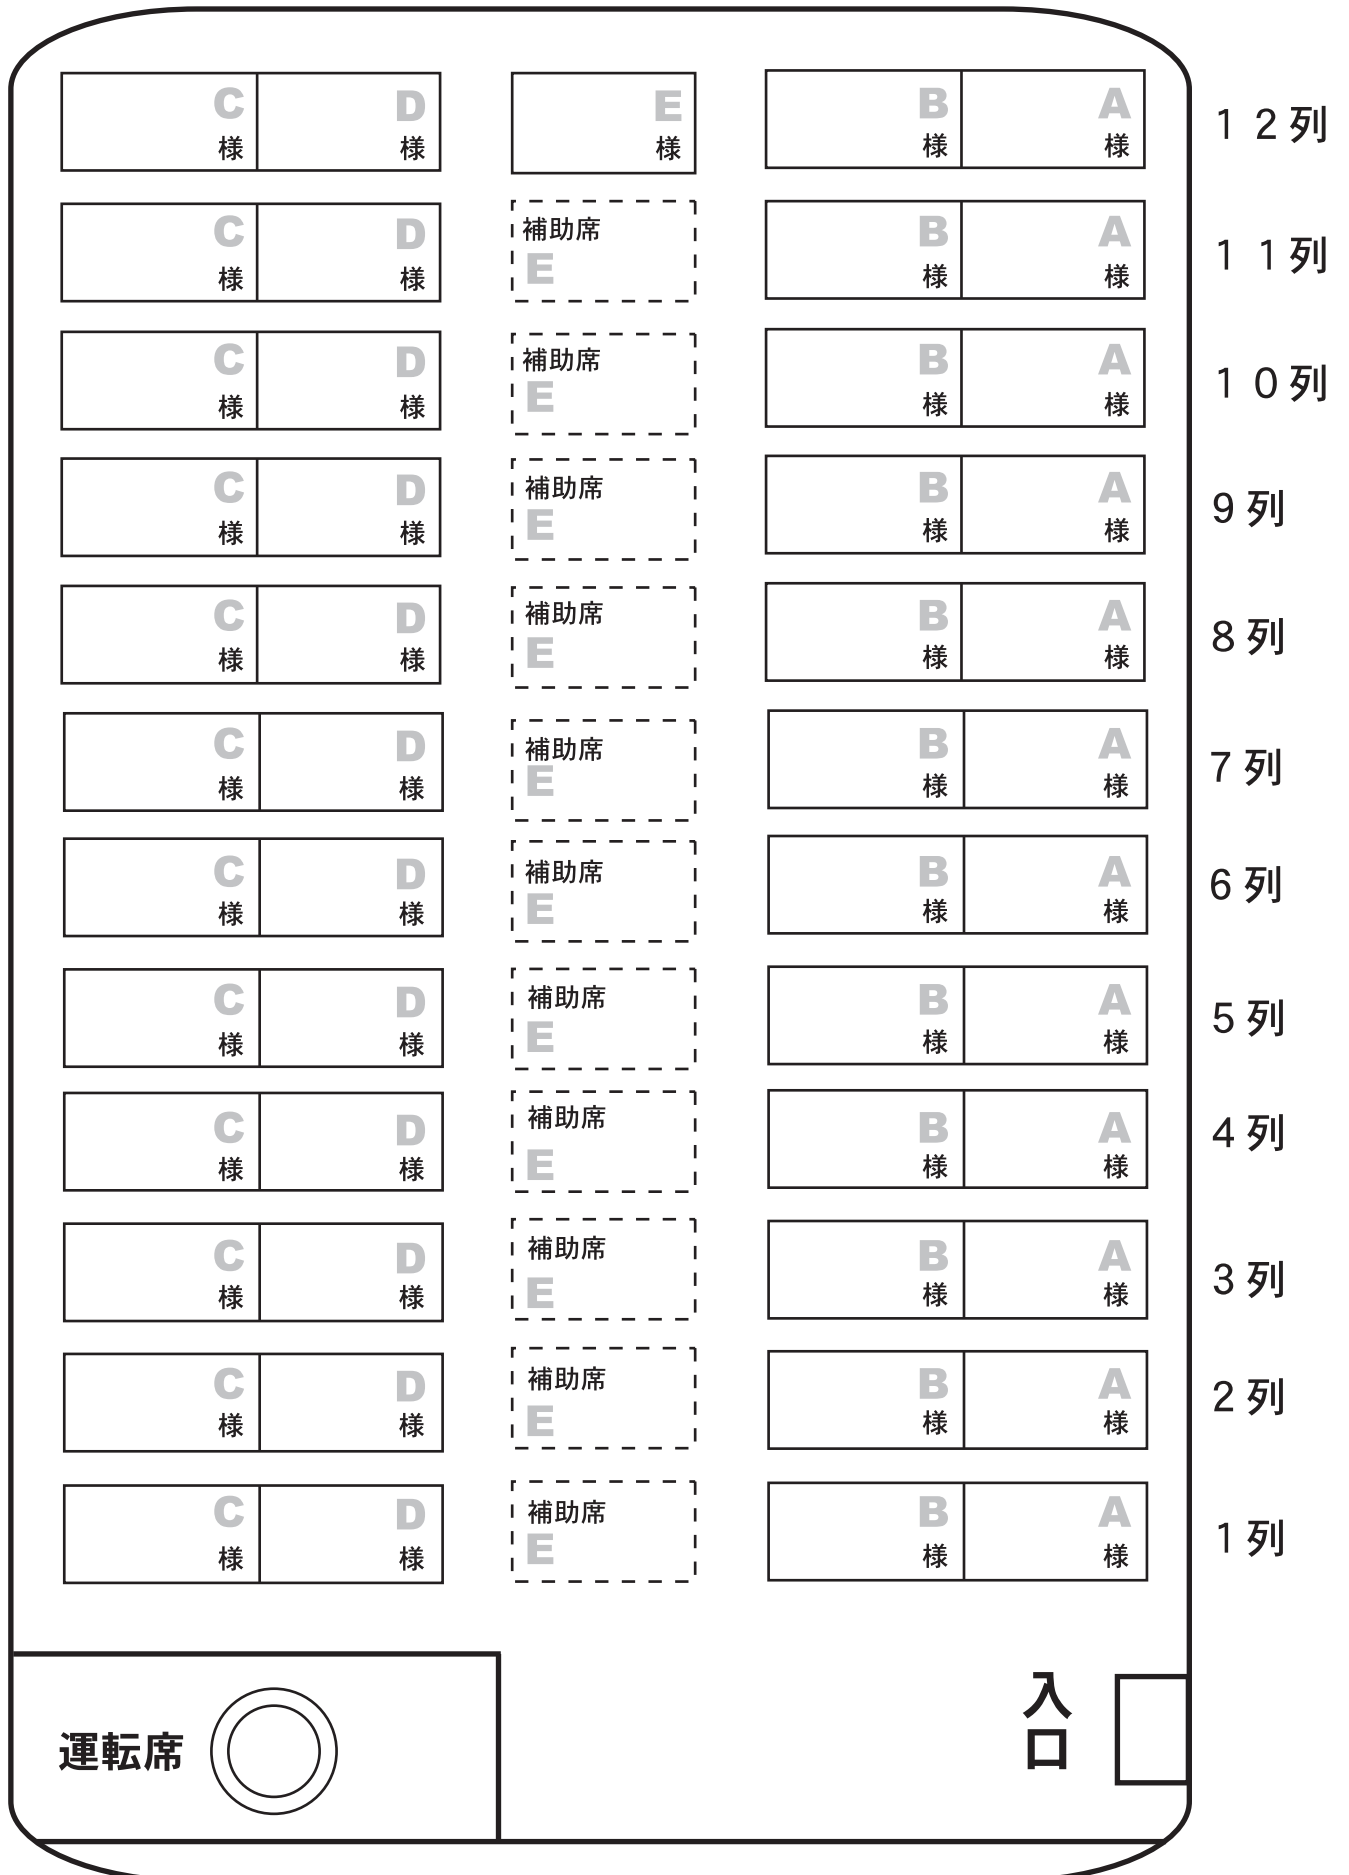 C D E B A
様 様 様 様 様 １２列
C D 補助席 B A
様 様 E 様 様 １１列
C D 補助席 B A
様 様 E 様 様 １０列
C D 補助席 B A
様 様 E 様 様 ９列
C D 補助席 B A
様 様 E 様 様 ８列
C D 補助席 B A
様 様 E 様 様 ７列
C D 補助席 B A
様 様 E 様 様 ６列
C D 補助席 B A
様 様 E 様 様 ５列
C D 補助席 B A
様 様 E 様 様 ４列
C D 補助席 B A
様 様 E 様 様 ３列
C D 補助席 B A
様 様 E 様 様 ２列
C D 補助席 B A
様 様 E 様 様 １列
運転席
入口